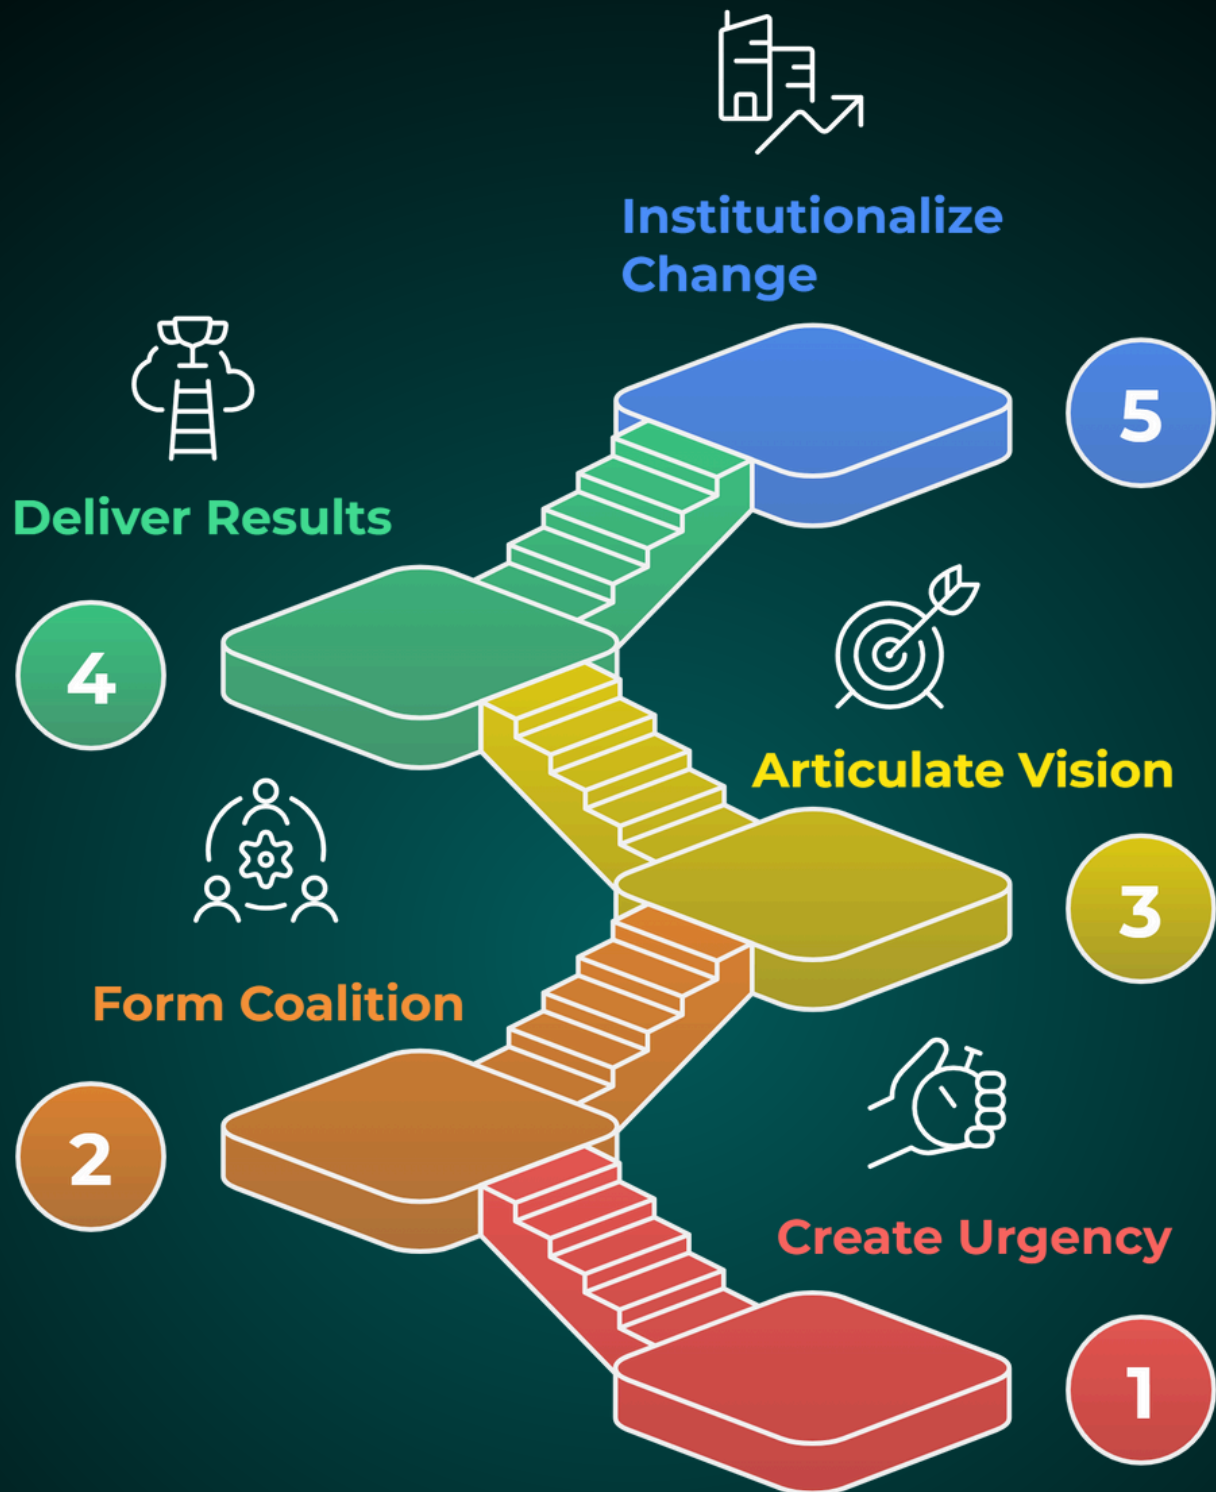 Institutionalize
Change
5
Deliver Results
4
Articulate Vision
3
Form Coalition
2
Create Urgency
1